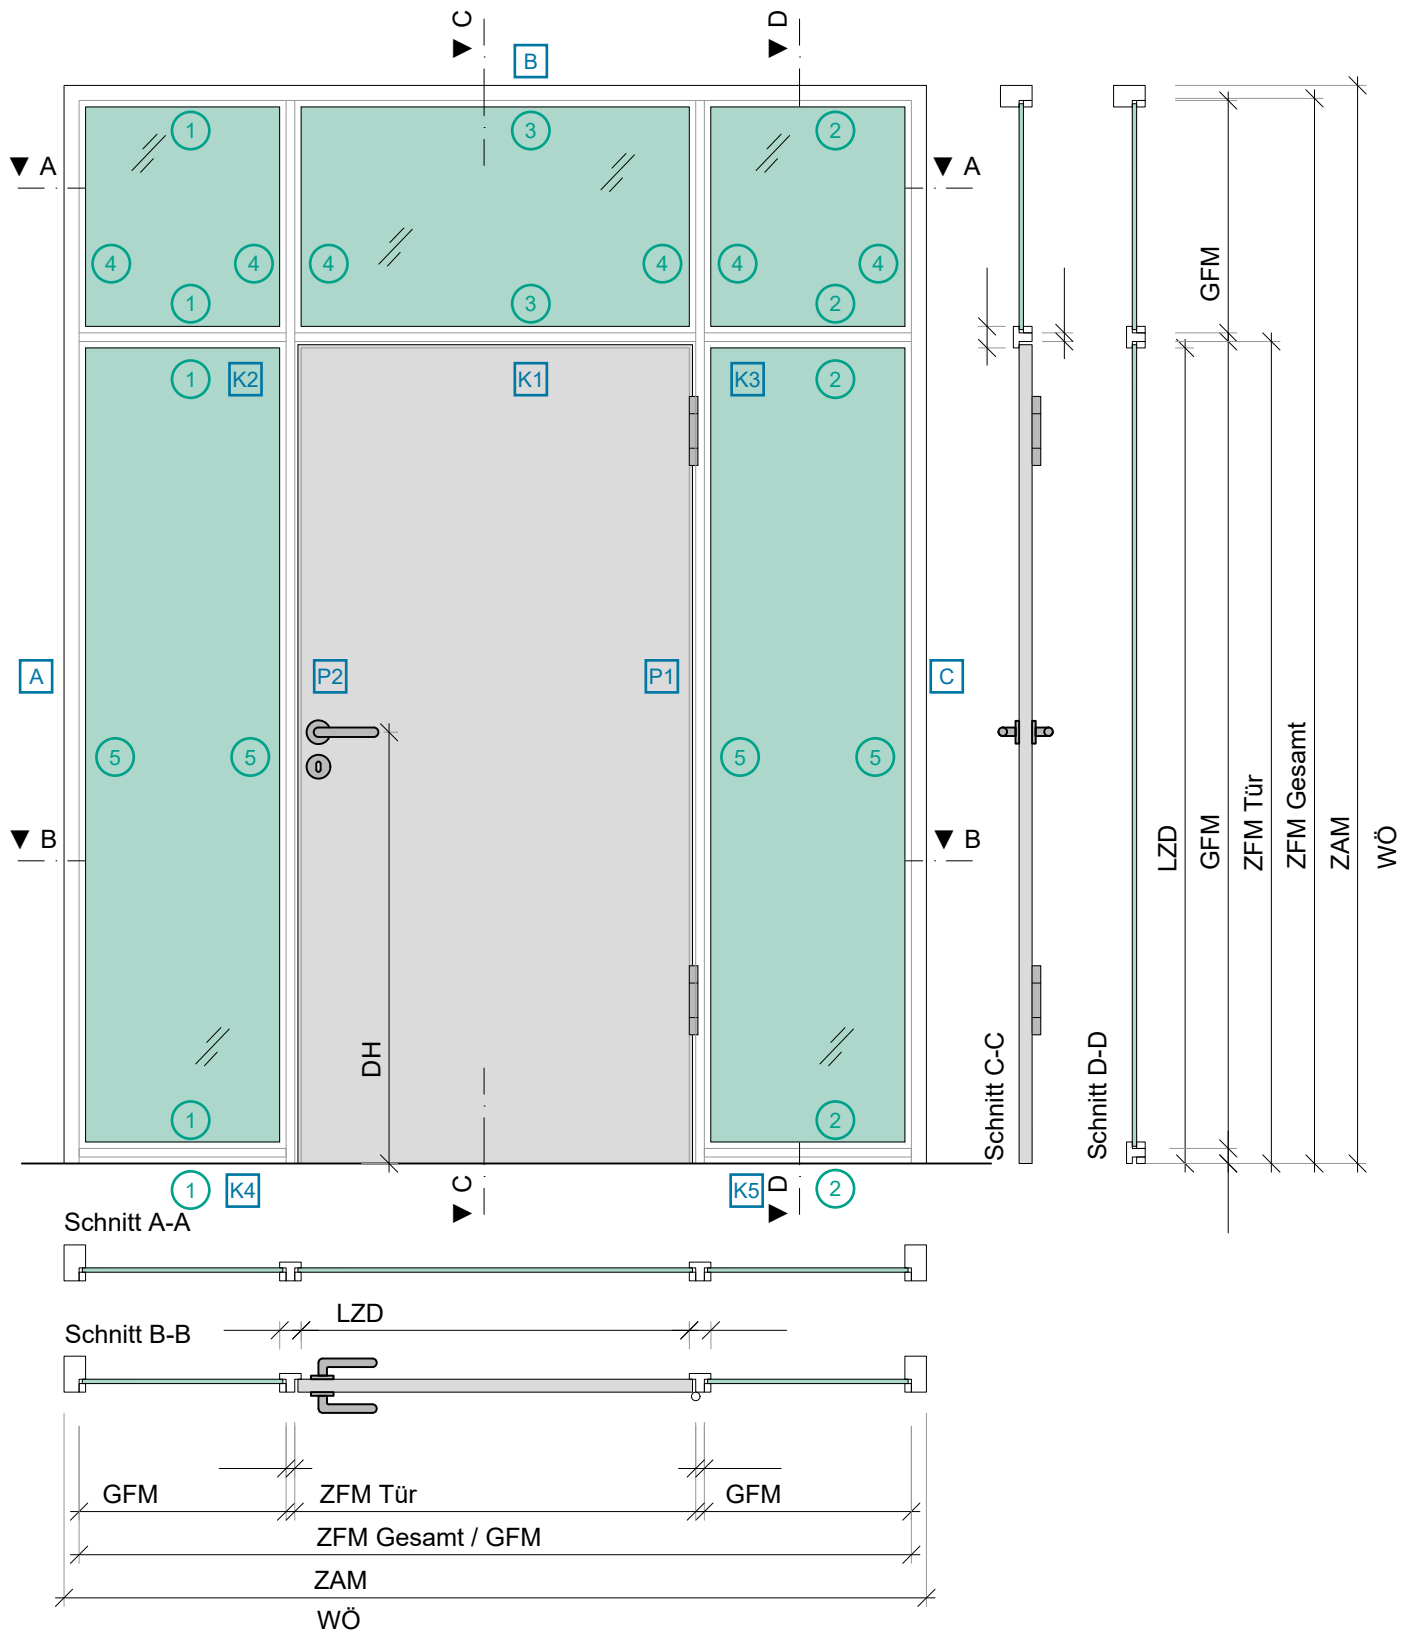 C D
B
1 3 2
A A
4 4 4 4 4 4
GFM
1 3 2
1 K2 K1 K3 2
A P2 P1 C
5 5 5 5
B B
LZD
GFM
ZFM Tür
ZFM Gesamt
ZAM
WÖ
DH
Schnitt C-C
Schnitt D-D
1 2
1 K4 C K5 D 2
Schnitt A-A
LZD
Schnitt B-B
GFM ZFM Tür GFM
ZFM Gesamt / GFM
ZAM
WÖ